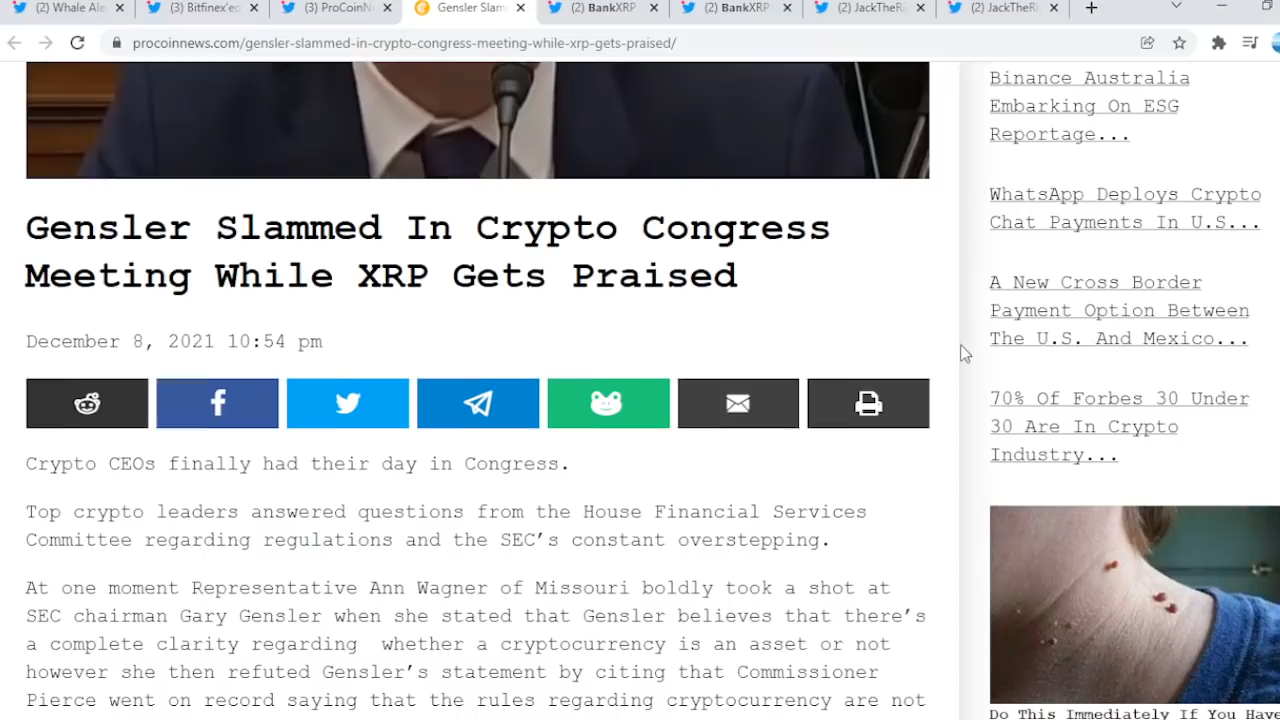 (2) Whale Ale
(3) Bitfinex'ed
(3) ProCoinNe
Gensler Slam
(2) BankXRP
(2) BankXRP
(2) JackTheRi
(2) JackTheRi
procoinnews.com/gensler-slammed-in-crypto-congress-meeting-while-xrp-gets-praised/
Gensler Slammed In Crypto Congress
Meeting While XRP Gets Praised
December 8, 2021 10:54 pm
Crypto CEOs finally had their day in Congress.
Top crypto leaders answered questions from the House Financial Services
Committee regarding regulations and the SEC's constant overstepping.
At one moment Representative Ann Wagner of Missouri boldly took a shot at
SEC chairman Gary Gensler when she stated that Gensler believes that there's
a complete clarity regarding whether a cryptocurrency is an asset or not
however she then refuted Gensler's statement by citing that Commissioner
Pierce went on record saying that the rules regarding cryptocurrency are not
Binance Australia
Embarking On ESG
Reportage...
WhatsApp Deploys Crypto
Chat Payments In U.S...
A New Cross Border
Payment Option Between
The U.S. And Mexico...
70% Of Forbes 30 Under
30 Are In Crypto
Industry...
Do This Immediately If You Have